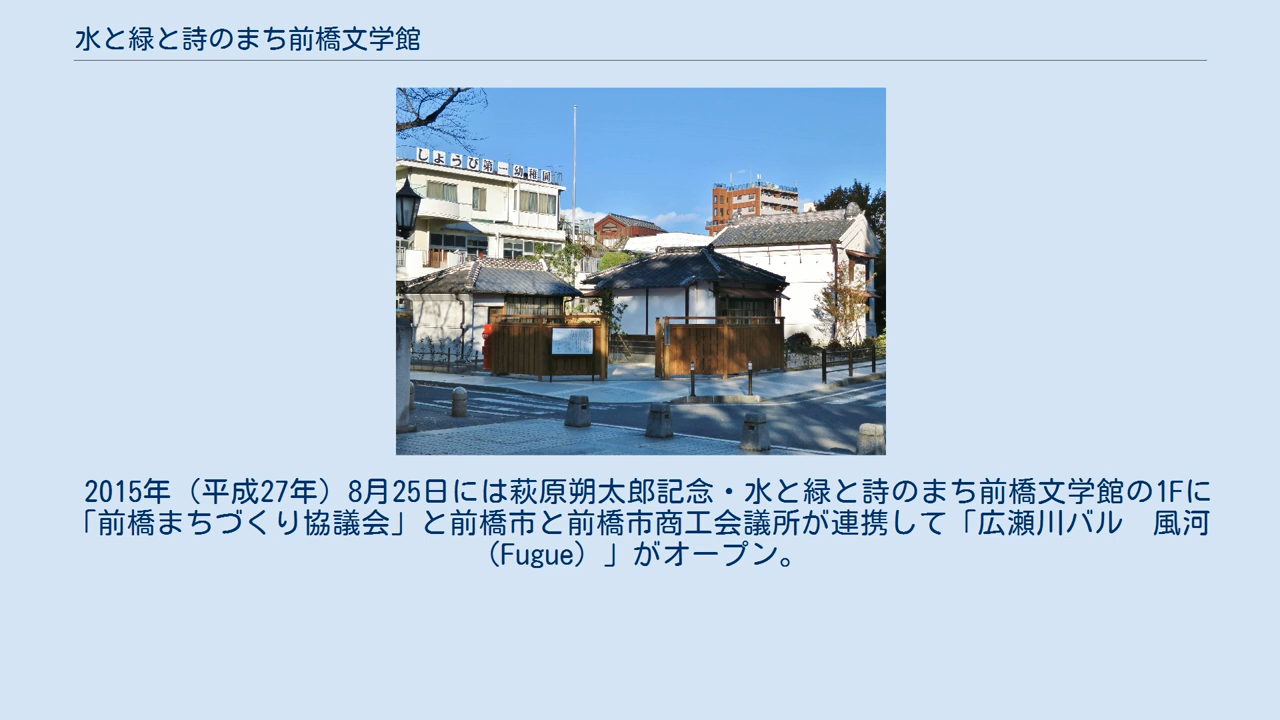 水と緑と詩のまち前橋文学館
しょうび第一幼稚園
2015年（平成27年）8月25日には萩原朔太郎記念・水と緑と詩のまち前橋文学館の1Fに
「前橋まちづくり協議会」と前橋市と前橋市商工会議所が連携して「広瀬川バル　風河
（Fugue）」がオープン。